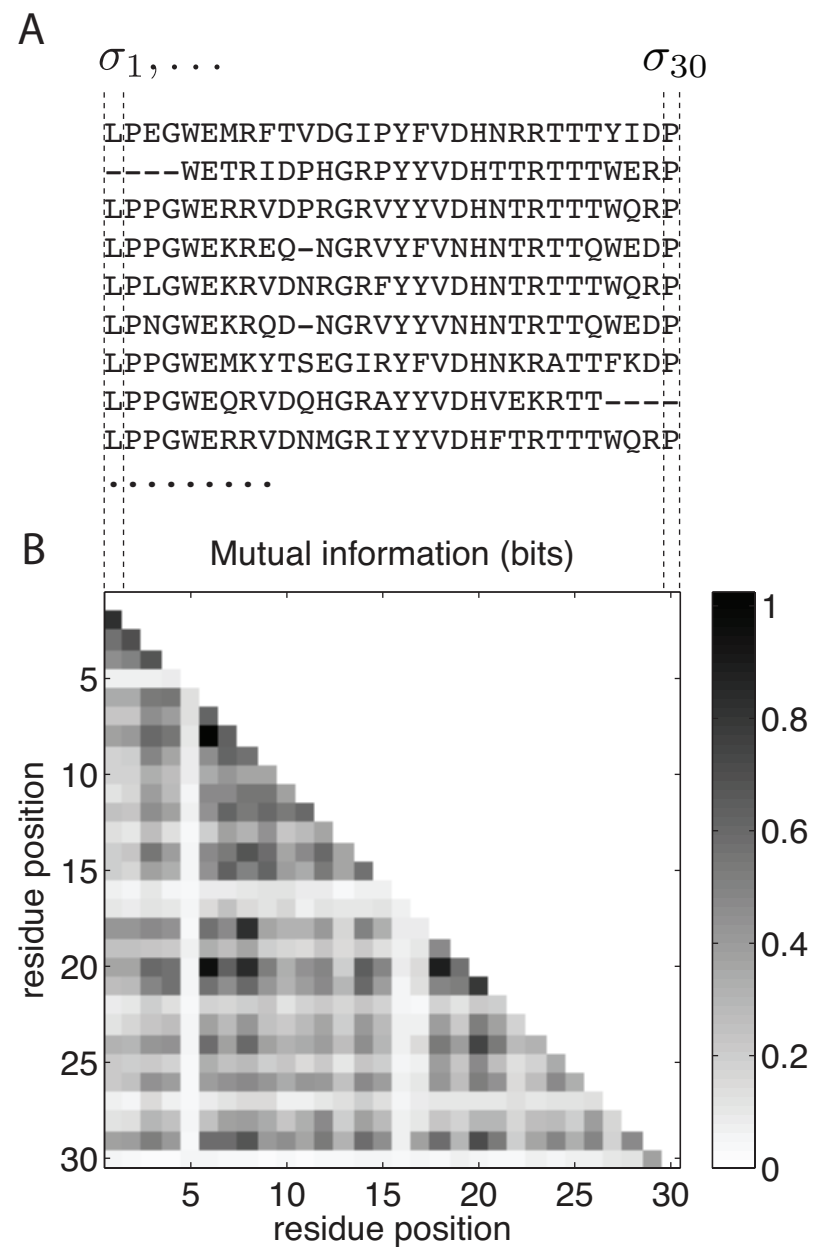 A
σ1, . . . σ30
LPEGWEMRFTVDGIPYFVDHNRRTTTYIDP
----WETRIDPHGRPYYVDHTTRTTTWERP
LPPGWERRVDPRGRVYYVDHNTRTTTWQRP
LPPGWEKREQ-NGRVYFVNHNTRTTQWEDP
LPLGWEKRVDNRGRFYYVDHNTRTTTWQRP
LPNGWEKRQD-NGRVYYVNHNTRTTQWEDP
LPPGWEMKYTSEGIRYFVDHNKRATTFKDP
LPPGWEQRVDQHGRAYYVDHVEKRTT----
LPPGWERRVDNMGRIYYVDHFTRTTTWQRP
. . . . . . . . .
B
Mutual information (bits)
1
0.8
0.6
0.4
0.2
0
residue position
5
10
15
20
25
30
5 10 15 20 25 30
residue position